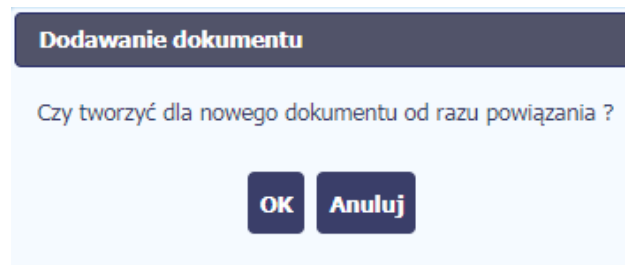 Dodawanie dokumentu
Czy tworzyć dla nowego dokumentu od razu powiązania ?
OK Anuluj